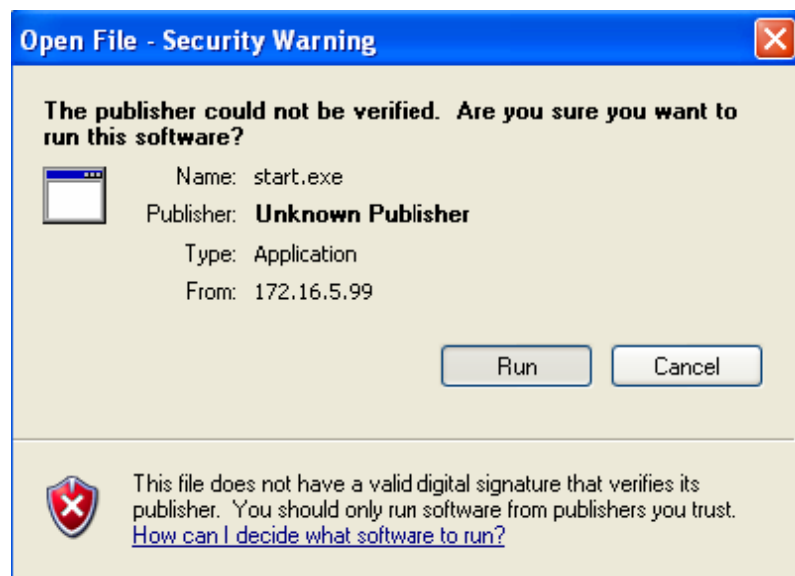 Open File - Security Warning
The publisher could not be verified. Are you sure you want to
run this software?
Name: start.exe
Publisher: Unknown Publisher
Type: Application
From: 172.16.5.99
Run Cancel
This file does not have a valid digital signature that verifies its
publisher. You should only run software from publishers you trust.
How can I decide what software to run?